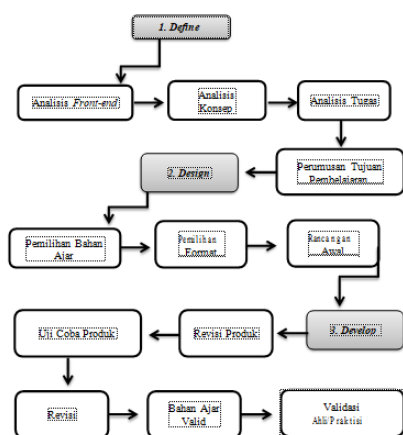 1. Define
Analisis Front-end
Analisis
Konsep
Analisis Tugas
Perumusan Tujuan
Pembelajaran
2. Design
Pemilihan Bahan
Ajar
Pemilihan
Format
Rancangan
Awal
3. Develop
Revisi Produk
Uji Coba Produk
Revisi
Bahan Ajar
Valid
Validasi
Ahli Praktisi